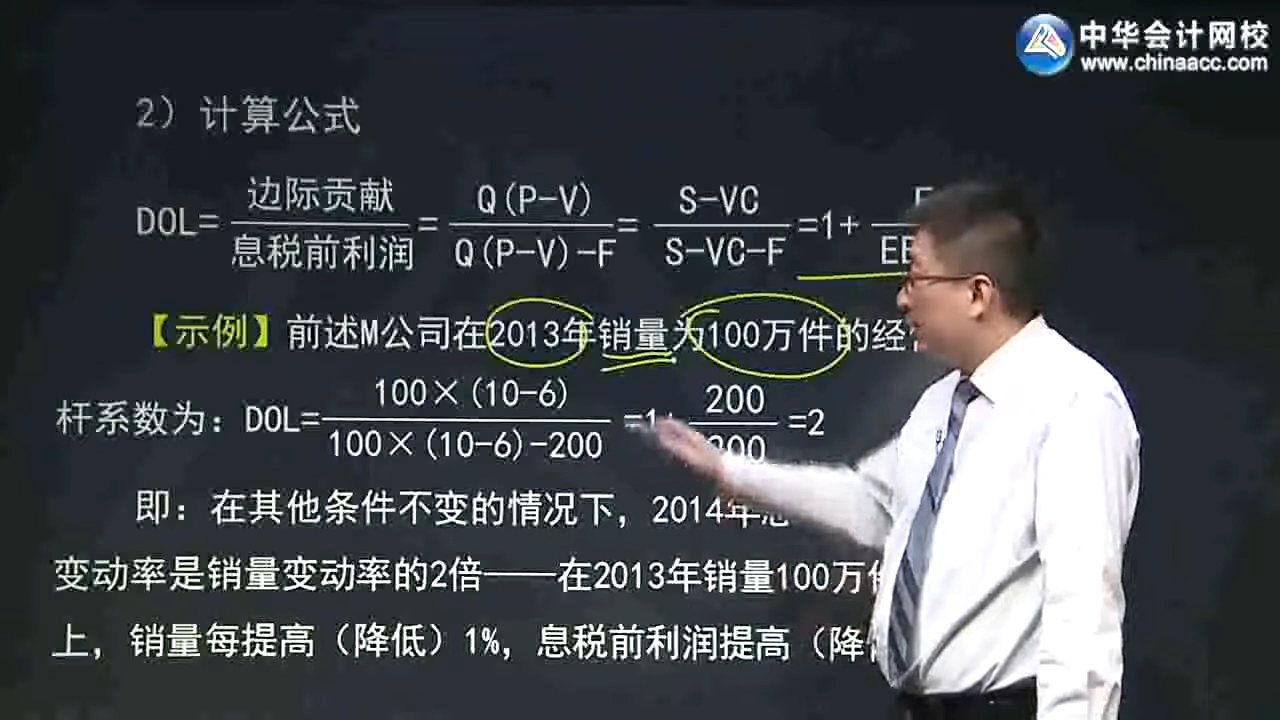 中华会计网校
www.chinaacc.com
2）计算公式
DOL=边际贡献/息税前利润=Q(P-V)/Q(P-V)-F=S-VC/S-VC-F=1+
【示例】前述M公司在2013年销量为100万件的经
杆系数为：DOL=100×(10-6)/100×(10-6)-200=1+200/200=2
即：在其他条件不变的情况下，2014年息
变动率是销量变动率的2倍——在2013年销量100万件
上，销量每提高（降低）1%，息税前利润提高（降